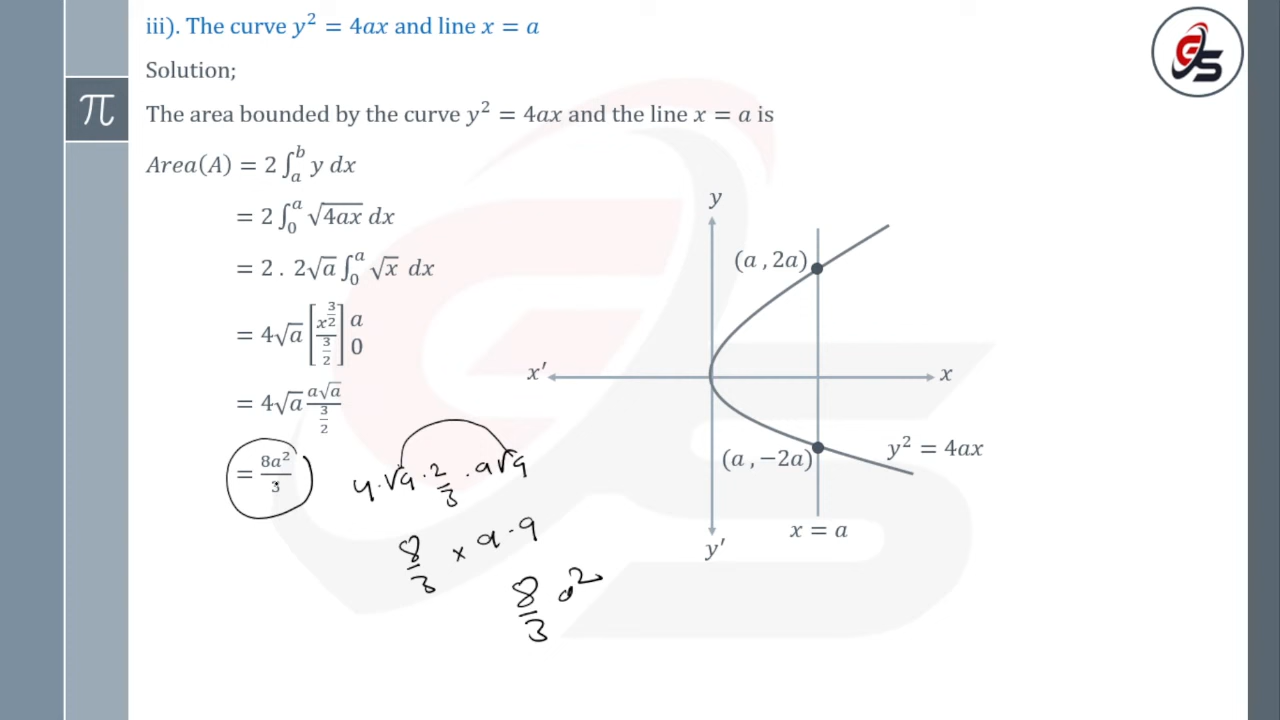 iii). The curve y² = 4ax and line x = a
Solution;
π
The area bounded by the curve y² = 4ax and the line x = a is
Area(A) = 2 ∫ₐᵇ y dx
= 2 ∫₀ᵃ √4ax dx
= 2 . 2√a ∫₀ᵃ √x dx
= 4√a [x^(3/2) / (3/2)] a 0
= 4√a (a√a) / (3/2)
= 8a²/3
4 · √a · 2/3 · a√a
8/3 × a · a
8/3 a²
y
(a , 2a)
x′
x
(a , −2a)
y² = 4ax
x = a
y′
GS